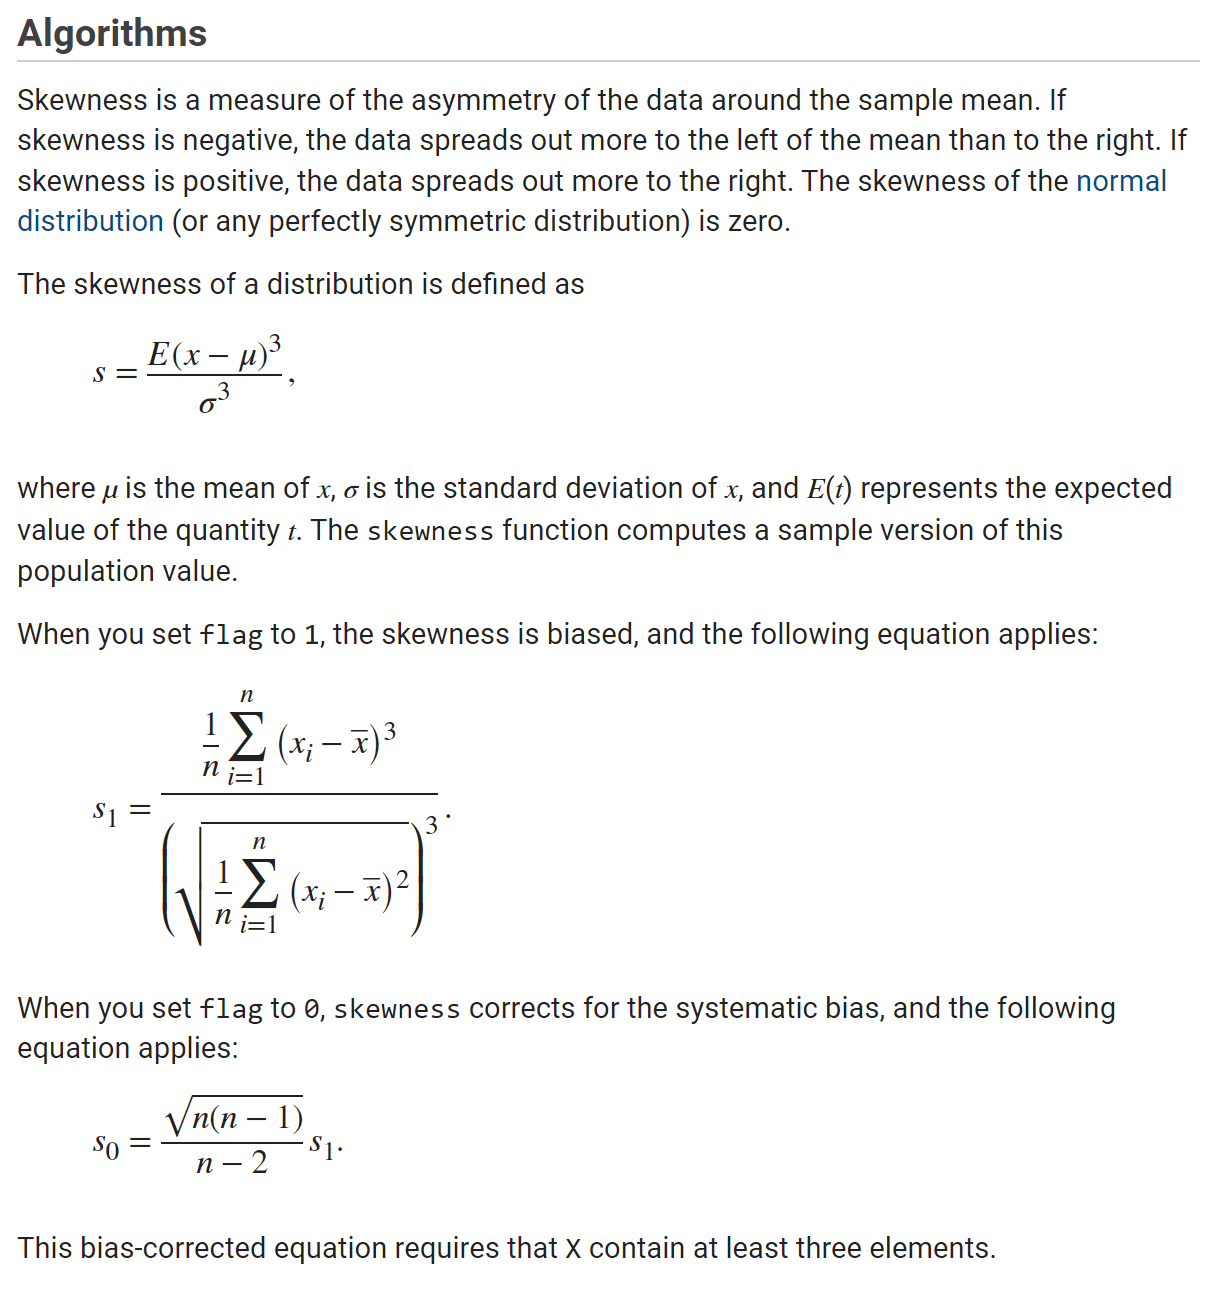 Algorithms
Skewness is a measure of the asymmetry of the data around the sample mean. If
skewness is negative, the data spreads out more to the left of the mean than to the right. If
skewness is positive, the data spreads out more to the right. The skewness of the normal
distribution (or any perfectly symmetric distribution) is zero.
The skewness of a distribution is defined as
s = \frac{E(x - μ)^3}{σ^3},
where μ is the mean of x, σ is the standard deviation of x, and E(t) represents the expected
value of the quantity t. The skewness function computes a sample version of this
population value.
When you set flag to 1, the skewness is biased, and the following equation applies:
s_1 = \frac{\frac{1}{n} \sum_{i=1}^{n} (x_i - \overline{x})^3}{\left(\sqrt{\frac{1}{n} \sum_{i=1}^{n} (x_i - \overline{x})^2}\right)^3}.
When you set flag to 0, skewness corrects for the systematic bias, and the following
equation applies:
s_0 = \frac{\sqrt{n(n - 1)}}{n - 2} s_1.
This bias-corrected equation requires that X contain at least three elements.